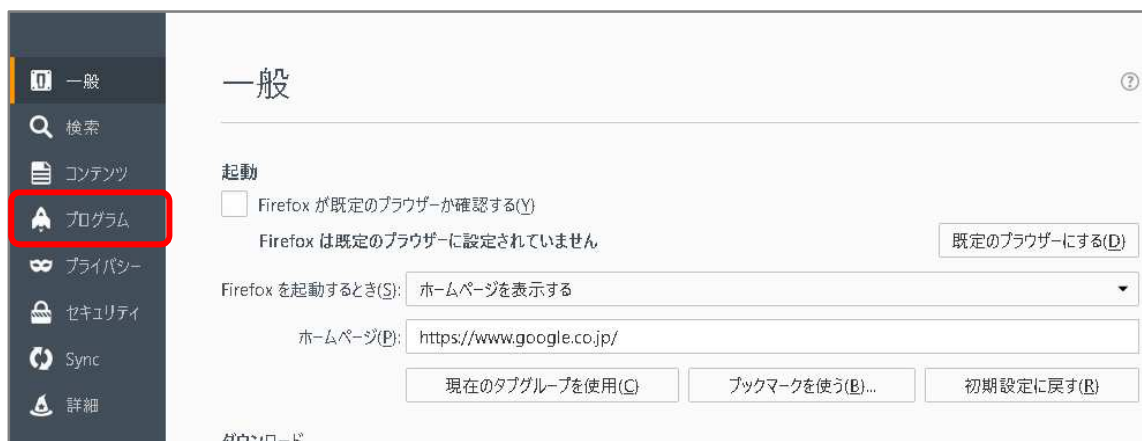 一般
検索
コンテンツ
プログラム
プライバシー
セキュリティ
Sync
詳細
一般
起動
Firefox が既定のブラウザーか確認する(Y)
Firefox は既定のブラウザーに設定されていません
既定のブラウザーにする(D)
Firefox を起動するとき(S): ホームページを表示する
ホームページ(P): https://www.google.co.jp/
現在のタブグループを使用(C) ブックマークを使う(B)... 初期設定に戻す(R)
ダウンロード